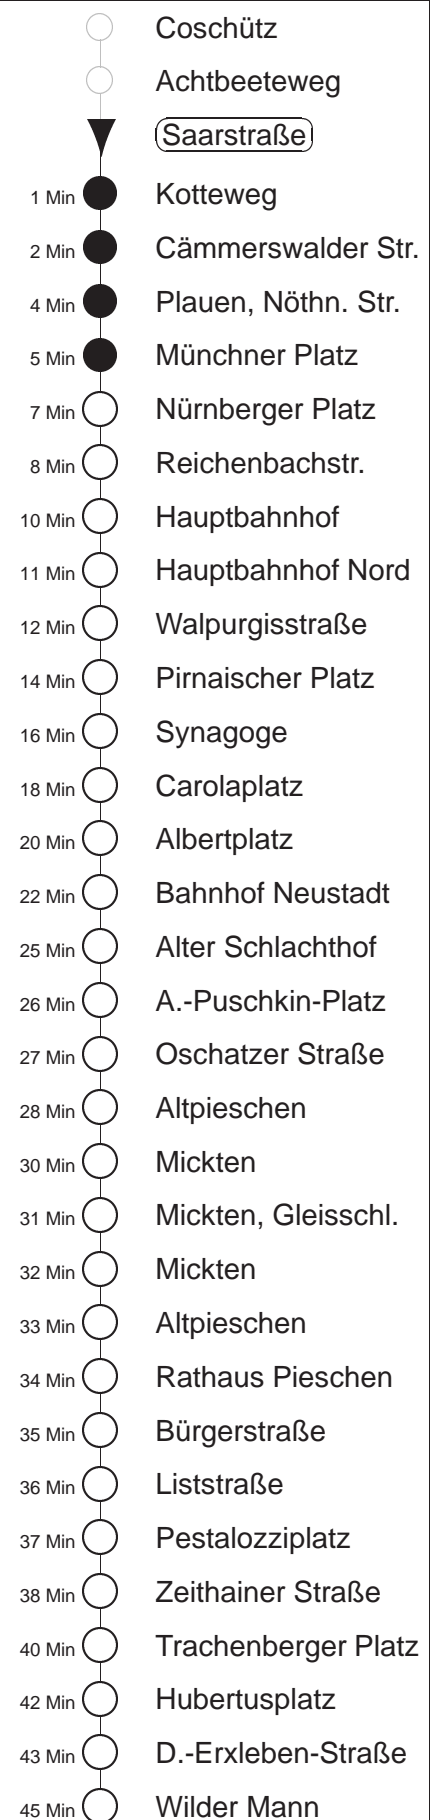 Coschütz
Achtbeeteweg
Saarstraße
1 Min Kotteweg
2 Min Cämmerswalder Str.
4 Min Plauen, Nöthn. Str.
5 Min Münchner Platz
7 Min Nürnberger Platz
8 Min Reichenbachstr.
10 Min Hauptbahnhof
11 Min Hauptbahnhof Nord
12 Min Walpurgisstraße
14 Min Pirnaischer Platz
16 Min Synagoge
18 Min Carolaplatz
20 Min Albertplatz
22 Min Bahnhof Neustadt
25 Min Alter Schlachthof
26 Min A.-Puschkin-Platz
27 Min Oschatzer Straße
28 Min Altpieschen
30 Min Mickten
31 Min Mickten, Gleisschl.
32 Min Mickten
33 Min Altpieschen
34 Min Rathaus Pieschen
35 Min Bürgerstraße
36 Min Liststraße
37 Min Pestalozziplatz
38 Min Zeithainer Straße
40 Min Trachenberger Platz
42 Min Hubertusplatz
43 Min D.-Erxleben-Straße
45 Min Wilder Mann